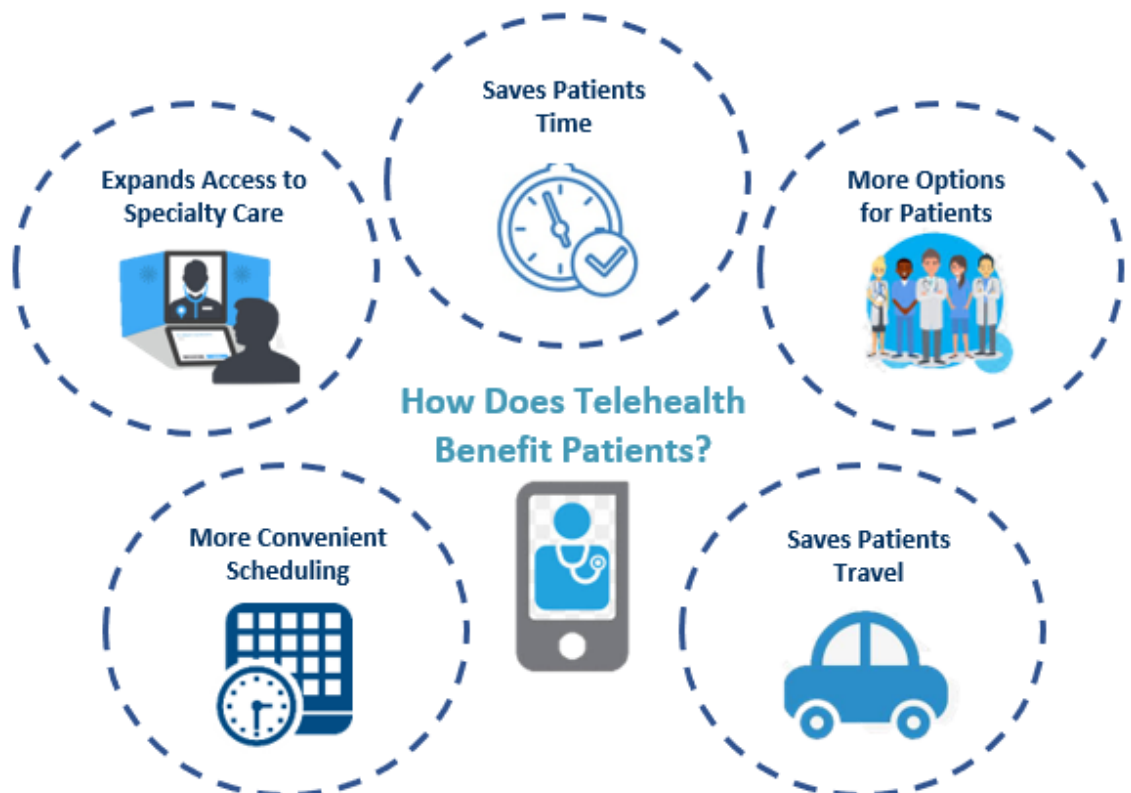 Saves Patients
Time
Expands Access to
Specialty Care
More Options
for Patients
How Does Telehealth
Benefit Patients?
More Convenient
Scheduling
Saves Patients
Travel